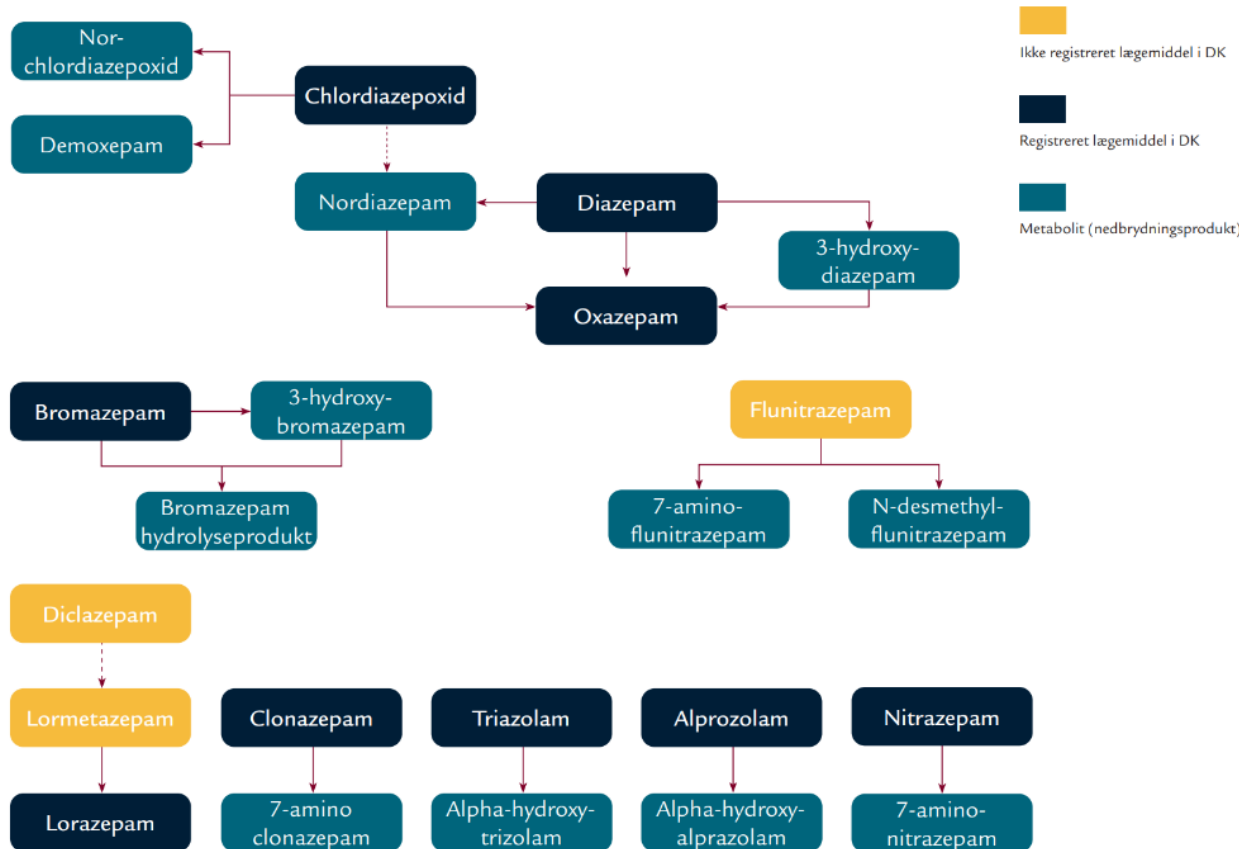 Nor-
chlordiazepoxid
Ikke registreret lægemiddel i DK
Chlordiazepoxid
Demoxepam
Registreret lægemiddel i DK
Nordiazepam
Diazepam
Metabolit (nedbrydningsprodukt)
3-hydroxy-
diazepam
Oxazepam
Bromazepam
3-hydroxy-
bromazepam
Flunitrazepam
Bromazepam
hydrolyseprodukt
7-amino-
flunitrazepam
N-desmethyl-
flunitrazepam
Diclazepam
Lormetazepam
Clonazepam
Triazolam
Alprozolam
Nitrazepam
Lorazepam
7-amino
clonazepam
Alpha-hydroxy-
trizolam
Alpha-hydroxy-
alprazolam
7-amino-
nitrazepam